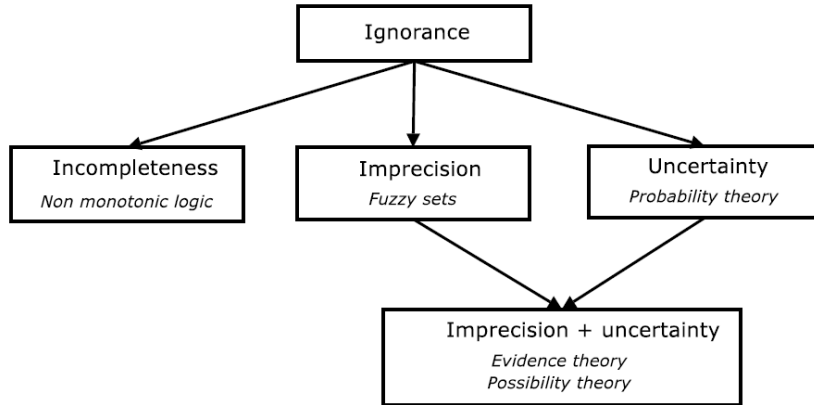 Ignorance
Incompleteness
Non monotonic logic
Imprecision
Fuzzy sets
Uncertainty
Probability theory
Imprecision + uncertainty
Evidence theory
Possibility theory